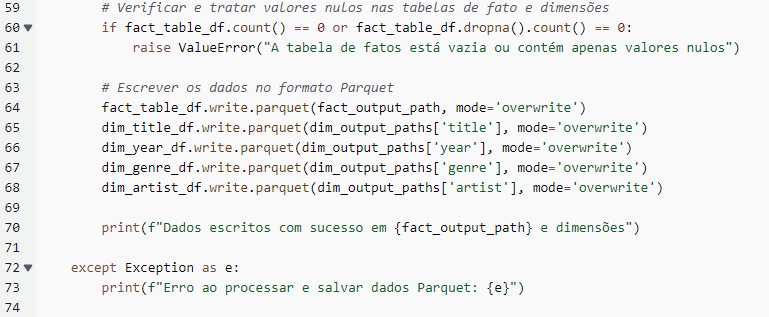 59 # Verificar e tratar valores nulos nas tabelas de fato e dimensões
60 if fact_table_df.count() == 0 or fact_table_df.dropna().count() == 0:
61 raise ValueError("A tabela de fatos está vazia ou contém apenas valores nulos")
62
63 # Escrever os dados no formato Parquet
64 fact_table_df.write.parquet(fact_output_path, mode='overwrite')
65 dim_title_df.write.parquet(dim_output_paths['title'], mode='overwrite')
66 dim_year_df.write.parquet(dim_output_paths['year'], mode='overwrite')
67 dim_genre_df.write.parquet(dim_output_paths['genre'], mode='overwrite')
68 dim_artist_df.write.parquet(dim_output_paths['artist'], mode='overwrite')
69
70 print(f"Dados escritos com sucesso em {fact_output_path} e dimensões")
71
72 except Exception as e:
73 print(f"Erro ao processar e salvar dados Parquet: {e}")
74